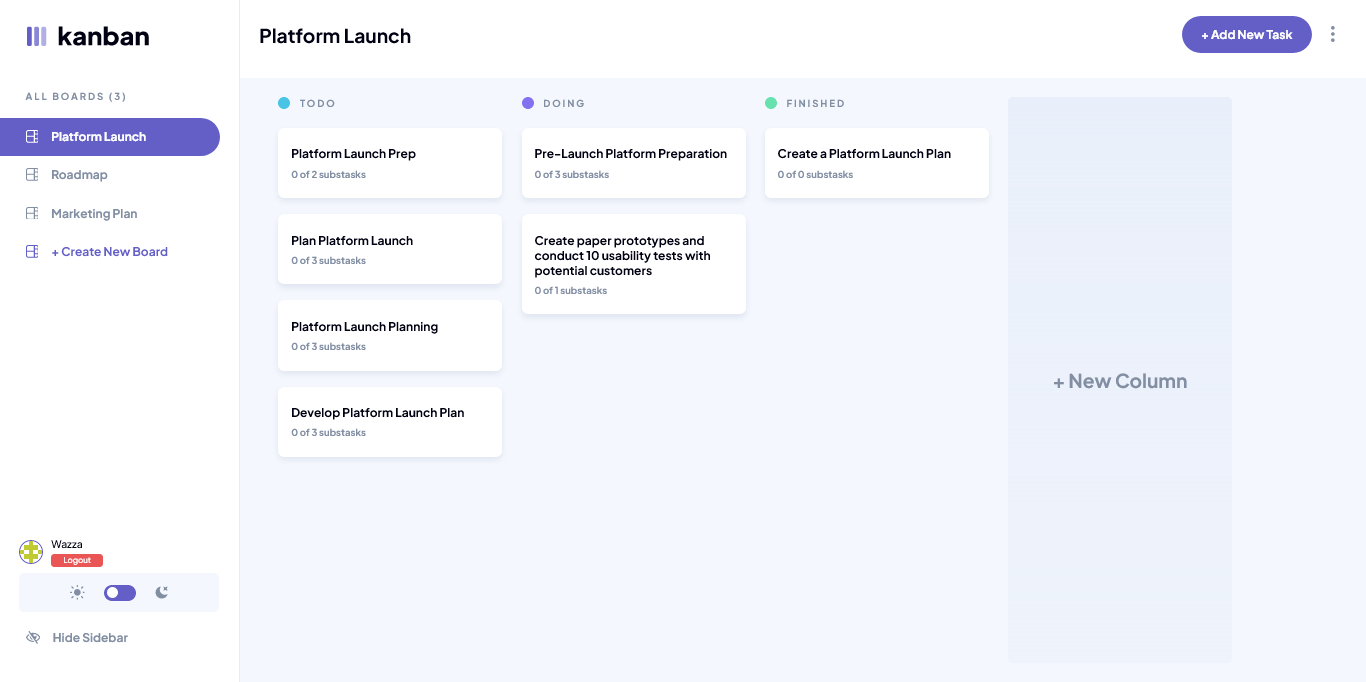 kanban
ALL BOARDS (3)
Platform Launch
Roadmap
Marketing Plan
+ Create New Board
Wazza
Logout
Hide Sidebar
Platform Launch
+ Add New Task
TODO
Platform Launch Prep
0 of 2 substasks
Plan Platform Launch
0 of 3 substasks
Platform Launch Planning
0 of 3 substasks
Develop Platform Launch Plan
0 of 3 substasks
DOING
Pre-Launch Platform Preparation
0 of 3 substasks
Create paper prototypes and
conduct 10 usability tests with
potential customers
0 of 1 substasks
FINISHED
Create a Platform Launch Plan
0 of 0 substasks
+ New Column